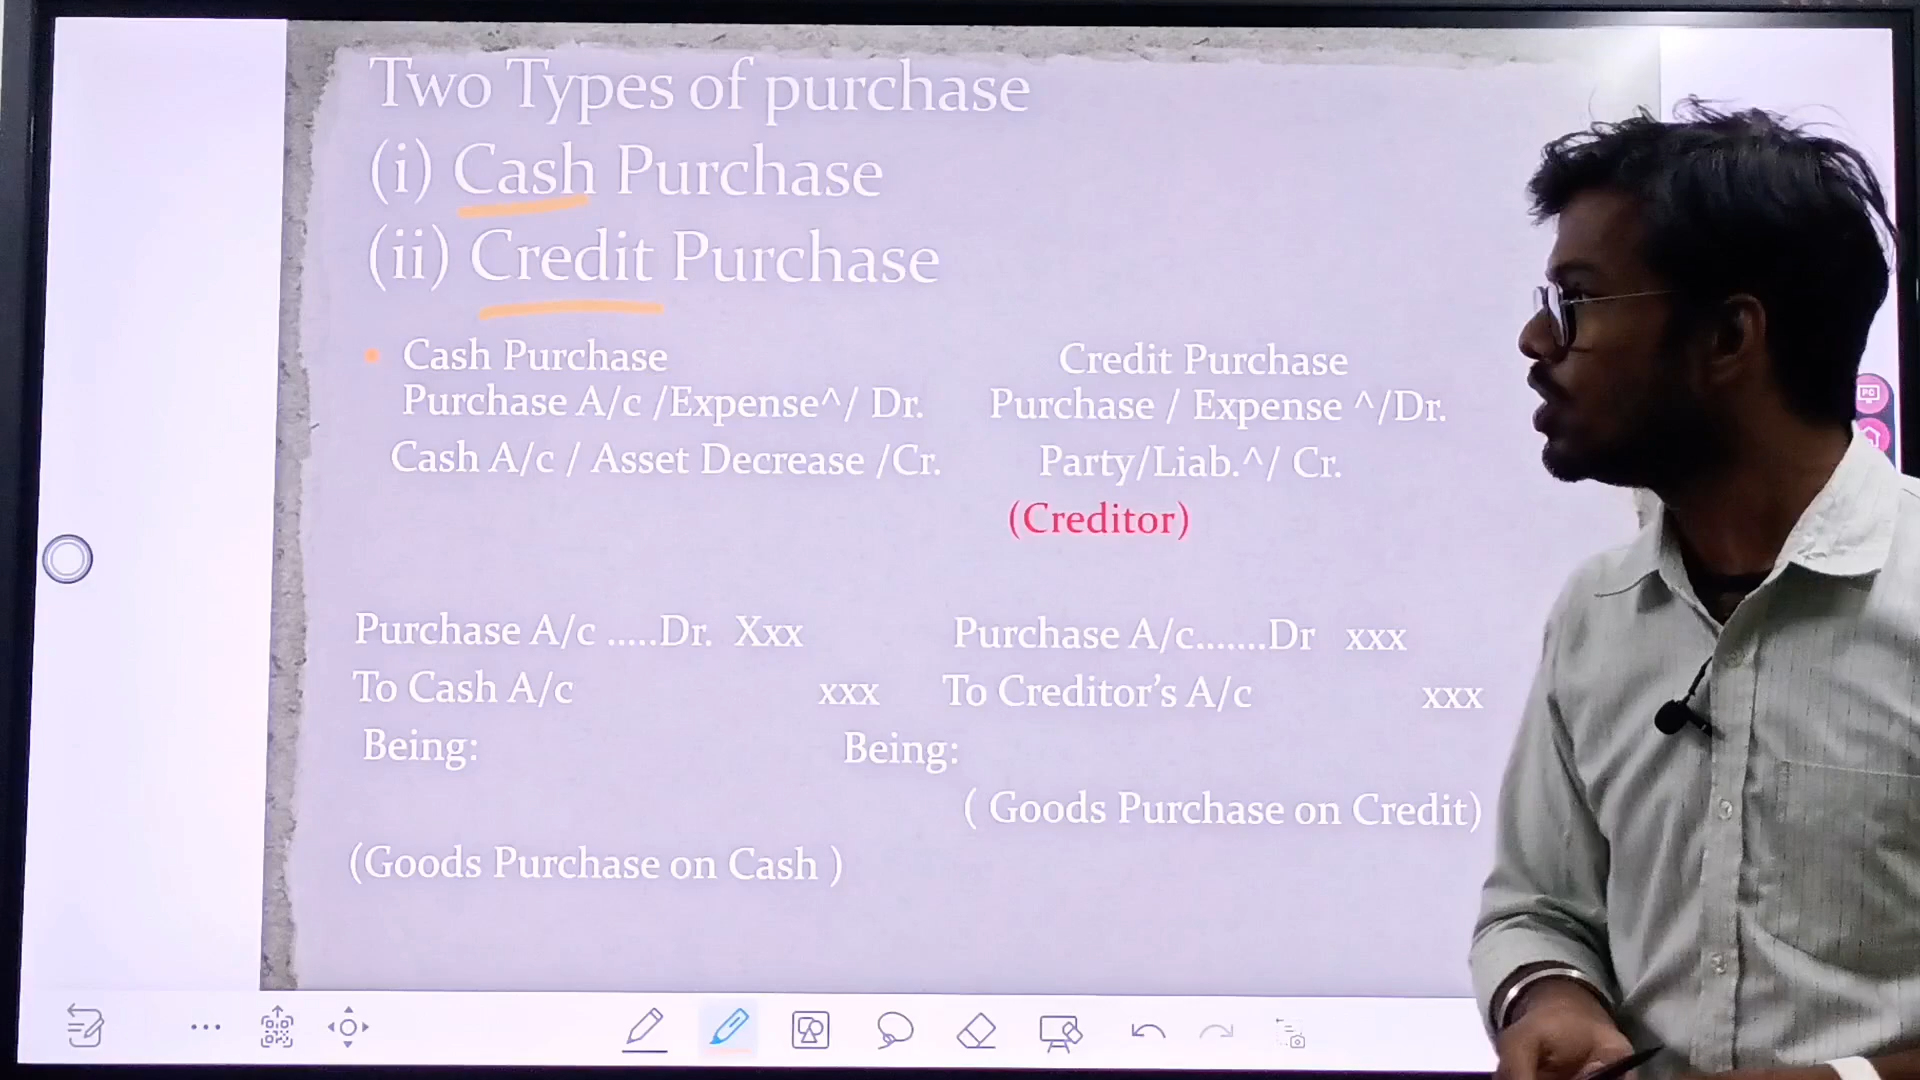 Two Types of purchase
(i) Cash Purchase
(ii) Credit Purchase
Cash Purchase
Purchase A/c /Expense^/ Dr.
Cash A/c / Asset Decrease /Cr.
Credit Purchase
Purchase / Expense ^/Dr.
Party/Liab.^/ Cr.
(Creditor)
Purchase A/c .....Dr. Xxx
To Cash A/c xxx
Being:
(Goods Purchase on Cash )
Purchase A/c.......Dr xxx
To Creditor's A/c xxx
Being:
( Goods Purchase on Credit)
PC